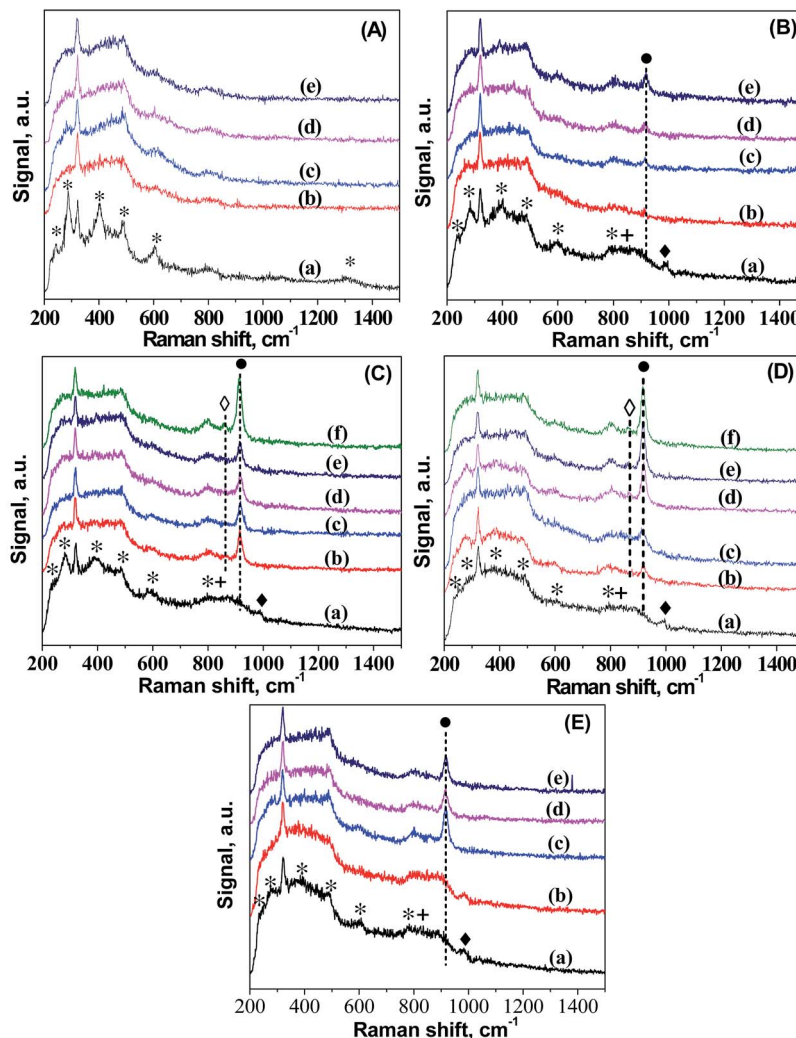 (A)
(e)
(d)
(c)
(b)
(a)
* * * * * * *
Signal, a.u.
200 400 600 800 1000 1200 1400
Raman shift, cm-1
(B)
●
(e)
(d)
(c)
(b)
* * * * * *+ ◆
(a)
Signal, a.u.
200 400 600 800 1000 1200 1400
Raman shift, cm-1
(C)
◇ ●
(f)
(e)
(d)
(c)
(b)
* * * * * *+ ◆
(a)
Signal, a.u.
200 400 600 800 1000 1200 1400
Raman shift, cm-1
(D)
◇ ●
(f)
(e)
(d)
(c)
(b)
* * * * * *+ ◆
(a)
Signal, a.u.
200 400 600 800 1000 1200 1400
Raman shift, cm-1
(E)
●
(e)
(d)
(c)
(b)
* * * * * *+ ◆
(a)
Signal, a.u.
200 400 600 800 1000 1200 1400
Raman shift, cm-1